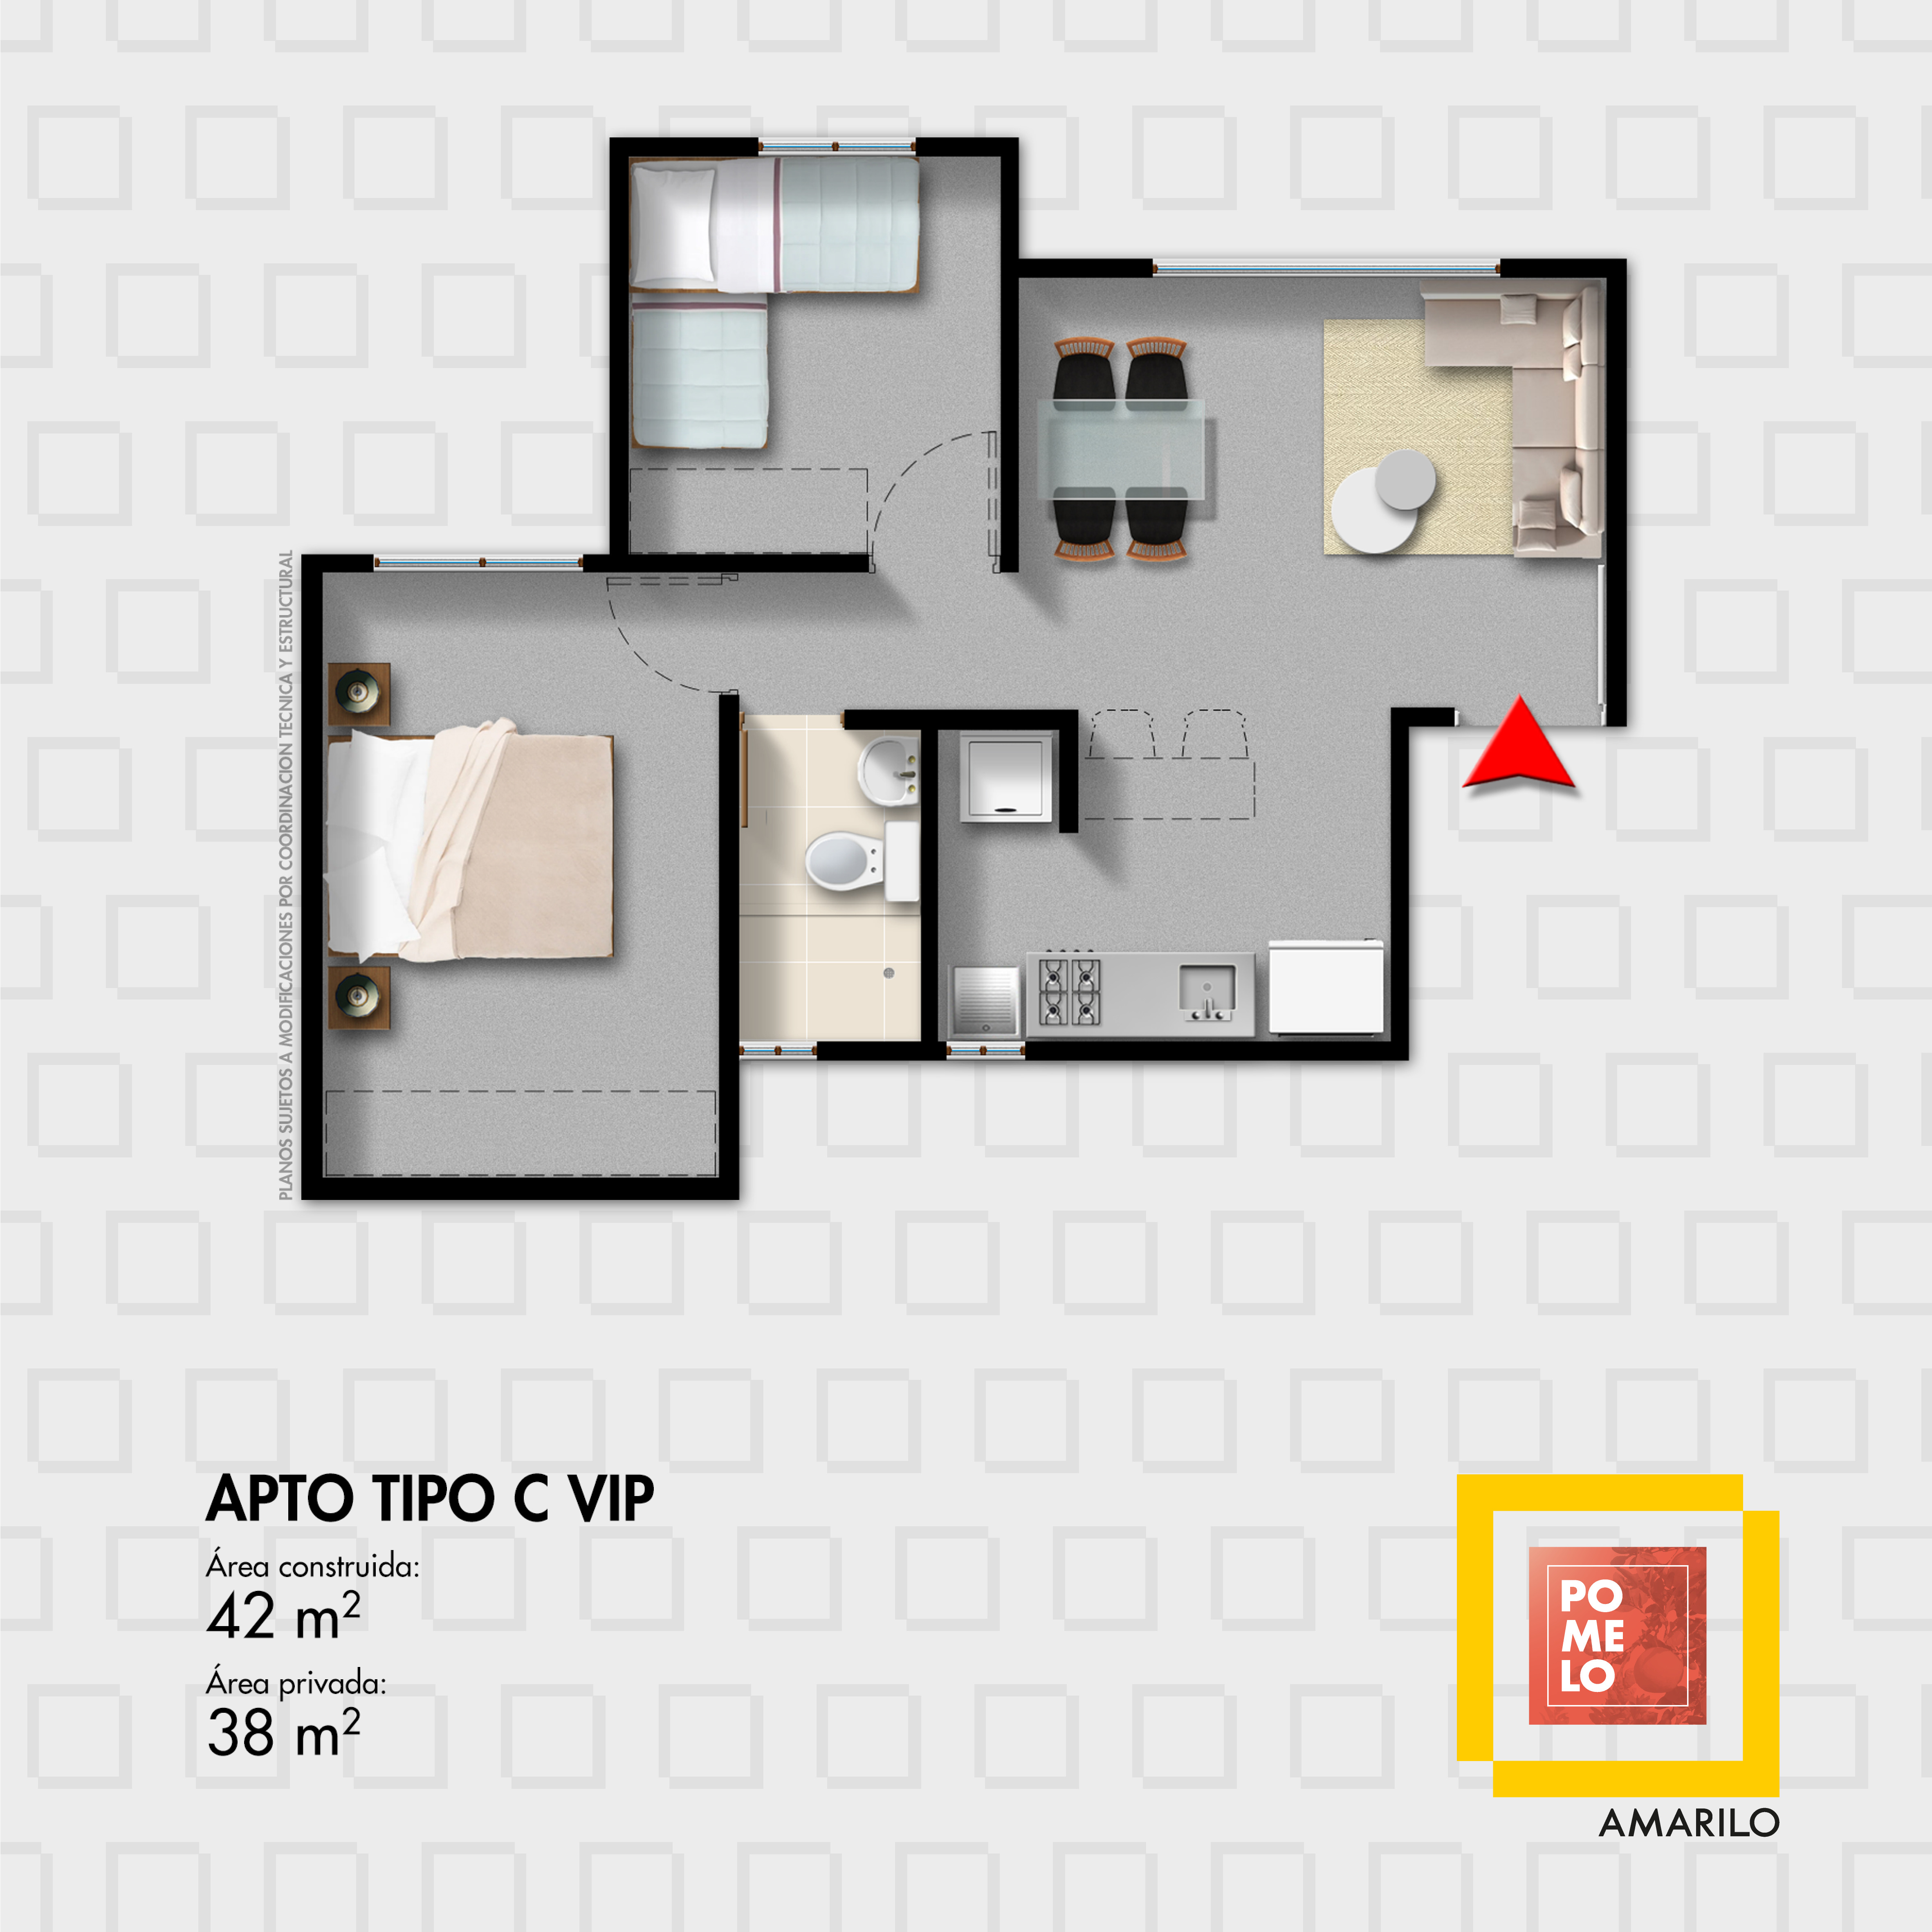 PLANOS SUJETOS A MODIFICACIONES POR COORDINACION TECNICA Y ESTRUCTURAL
APTO TIPO C VIP
Área construida:
42 m²
Área privada:
38 m²
PO
ME
LO
AMARILO